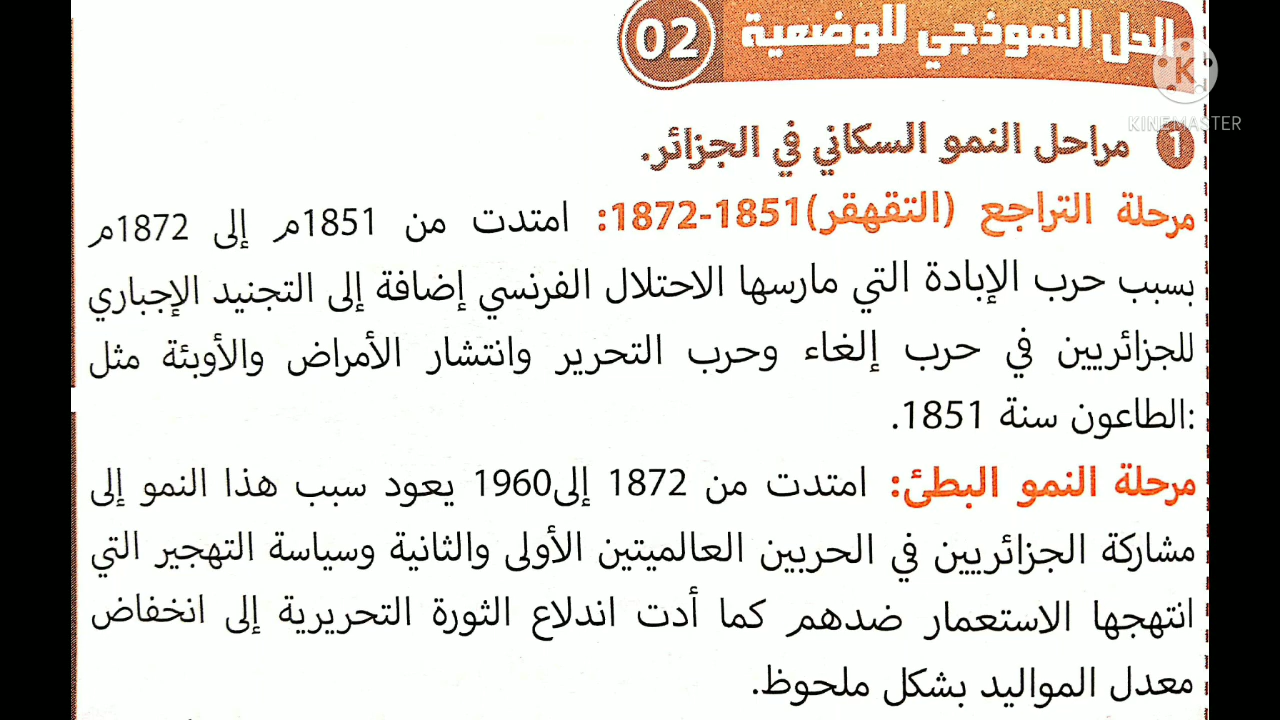 الحل النموذجي للوضعية 02
KINEMASTER
1 مراحل النمو السكاني في الجزائر.
مرحلة التراجع (التقهقر)1851-1872: امتدت من 1851م إلى 1872م
بسبب حرب الإبادة التي مارسها الاحتلال الفرنسي إضافة إلى التجنيد الإجباري
للجزائريين في حرب إلغاء وحرب التحرير وانتشار الأمراض والأوبئة مثل
:الطاعون سنة 1851.
مرحلة النمو البطئ: امتدت من 1872 إلى1960 يعود سبب هذا النمو إلى
مشاركة الجزائريين في الحربين العالميتين الأولى والثانية وسياسة التهجير التي
انتهجها الاستعمار ضدهم كما أدت اندلاع الثورة التحريرية إلى انخفاض
معدل المواليد بشكل ملحوظ.